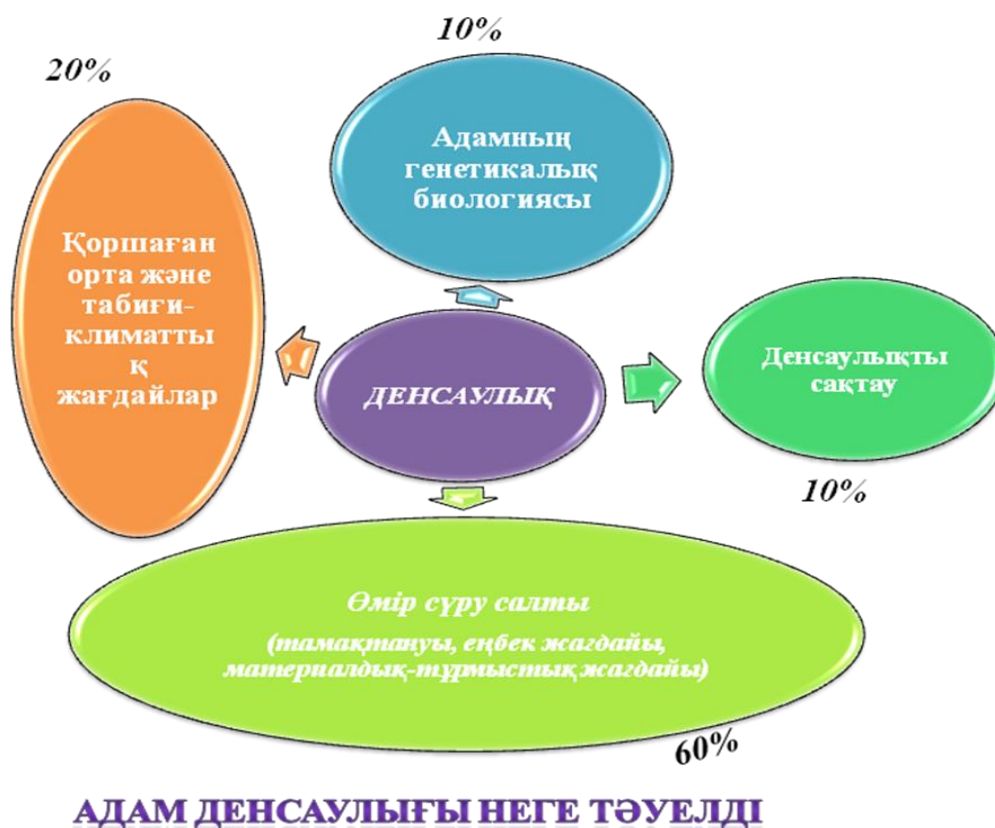 10%
20%
Адамның
генетикалық
биологиясы
Қоршаған
орта және
табиғи-
климатты
қ
жағдайлар
ДЕНСАУЛЫҚ
Денсаулықты
сақтау
10%
Өмір сүру салты
(тамақтануы, еңбек жағдайы,
материалдық-тұрмыстық жағдайы)
60%
АДАМ ДЕНСАУЛЫҒЫ НЕГЕ ТӘУЕЛДІ